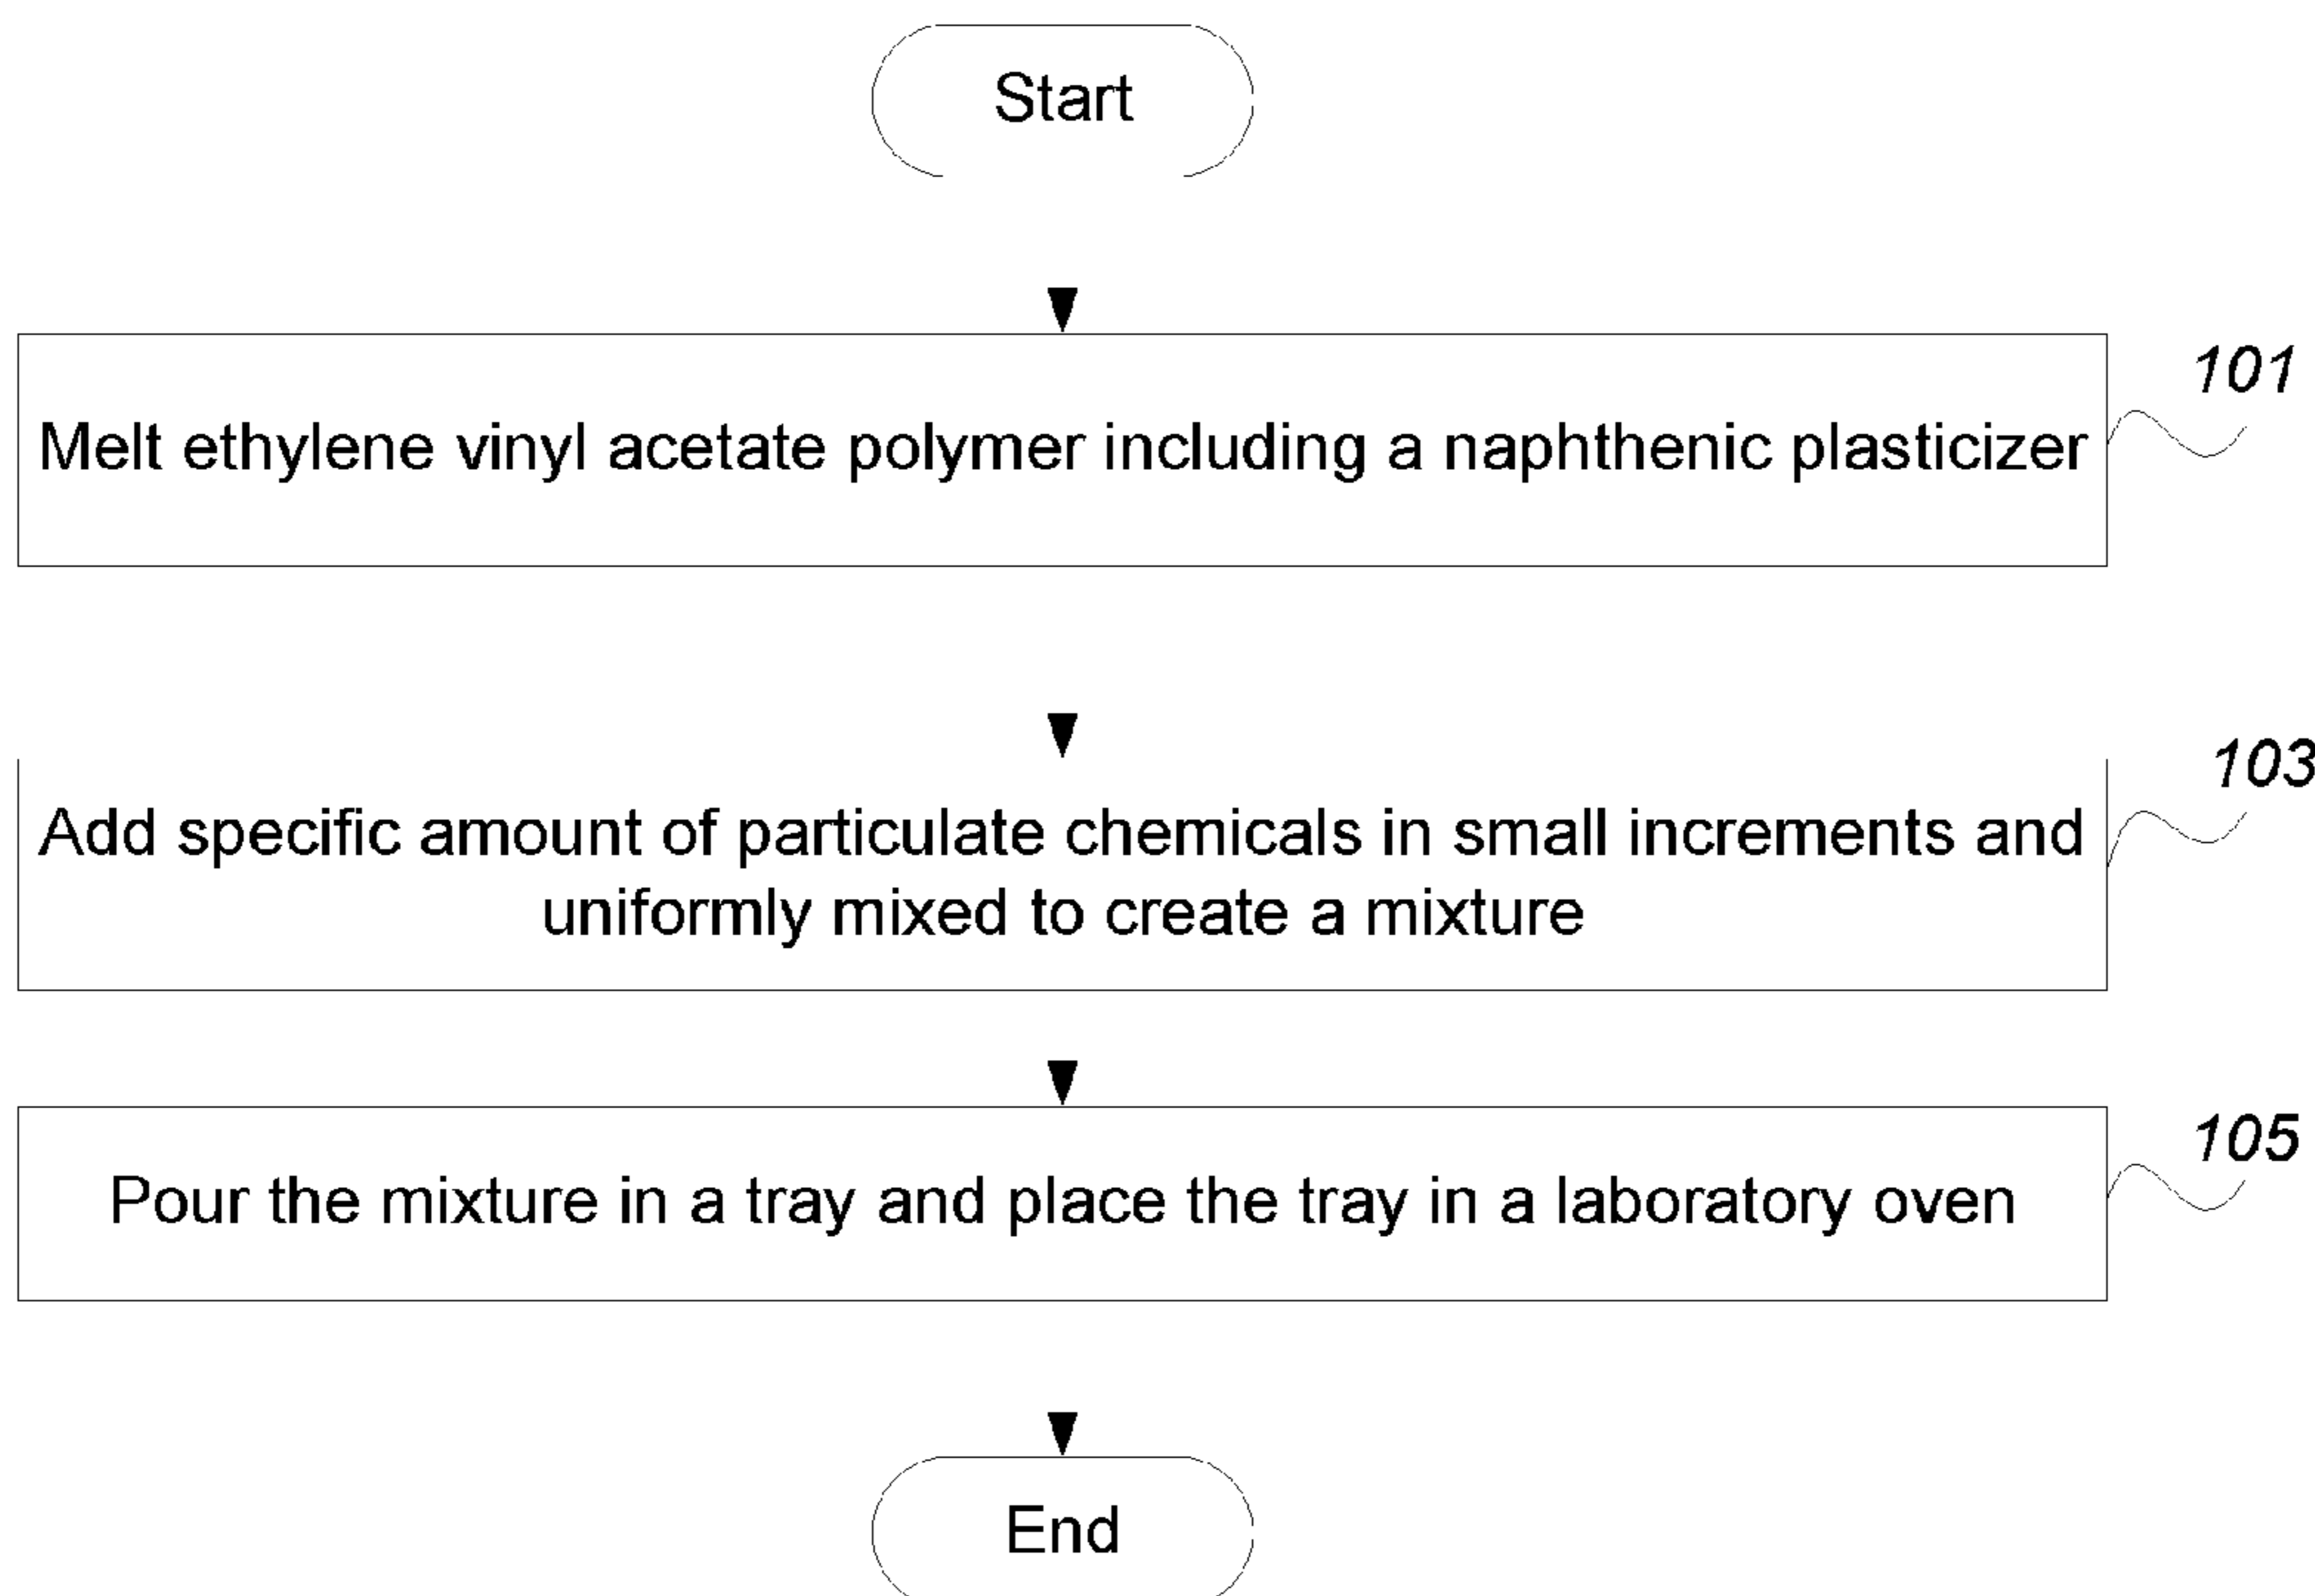 Start
Melt ethylene vinyl acetate polymer including a naphthenic plasticizer
101
Add specific amount of particulate chemicals in small increments and
uniformly mixed to create a mixture
103
Pour the mixture in a tray and place the tray in a laboratory oven
105
End